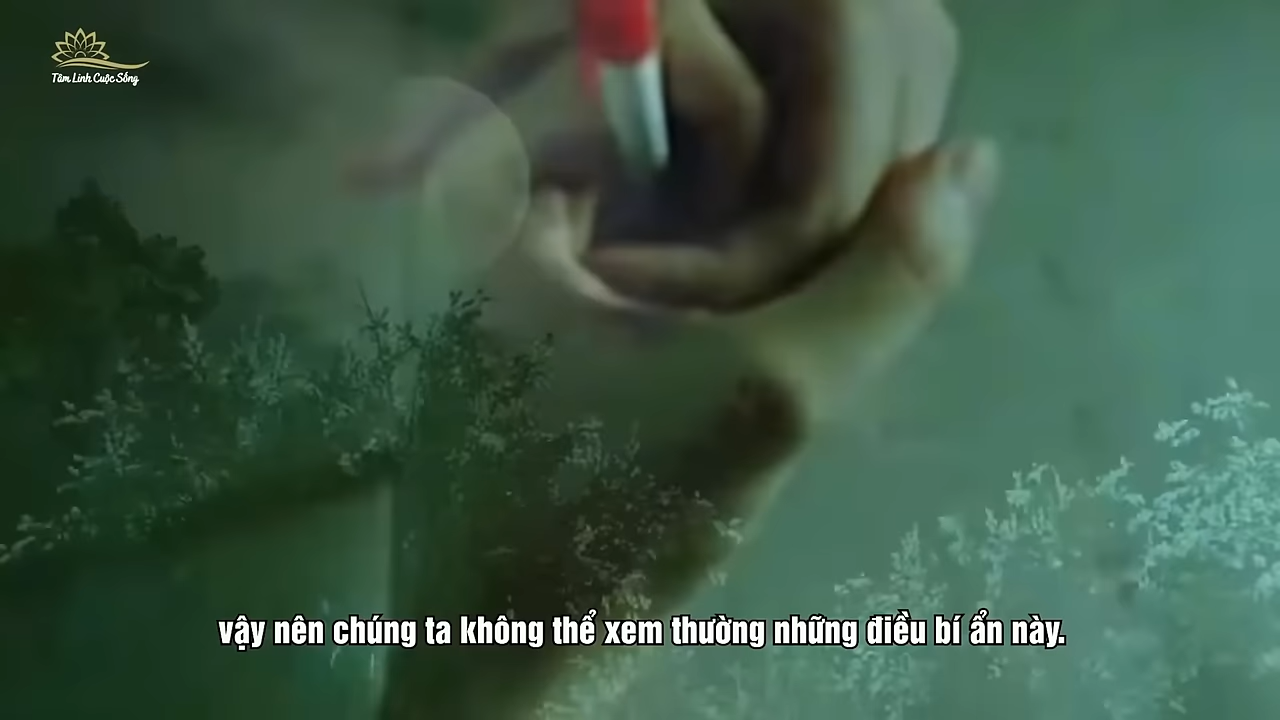 Tâm Linh Cuộc Sống
vậy nên chúng ta không thể xem thường những điều bí ẩn này.